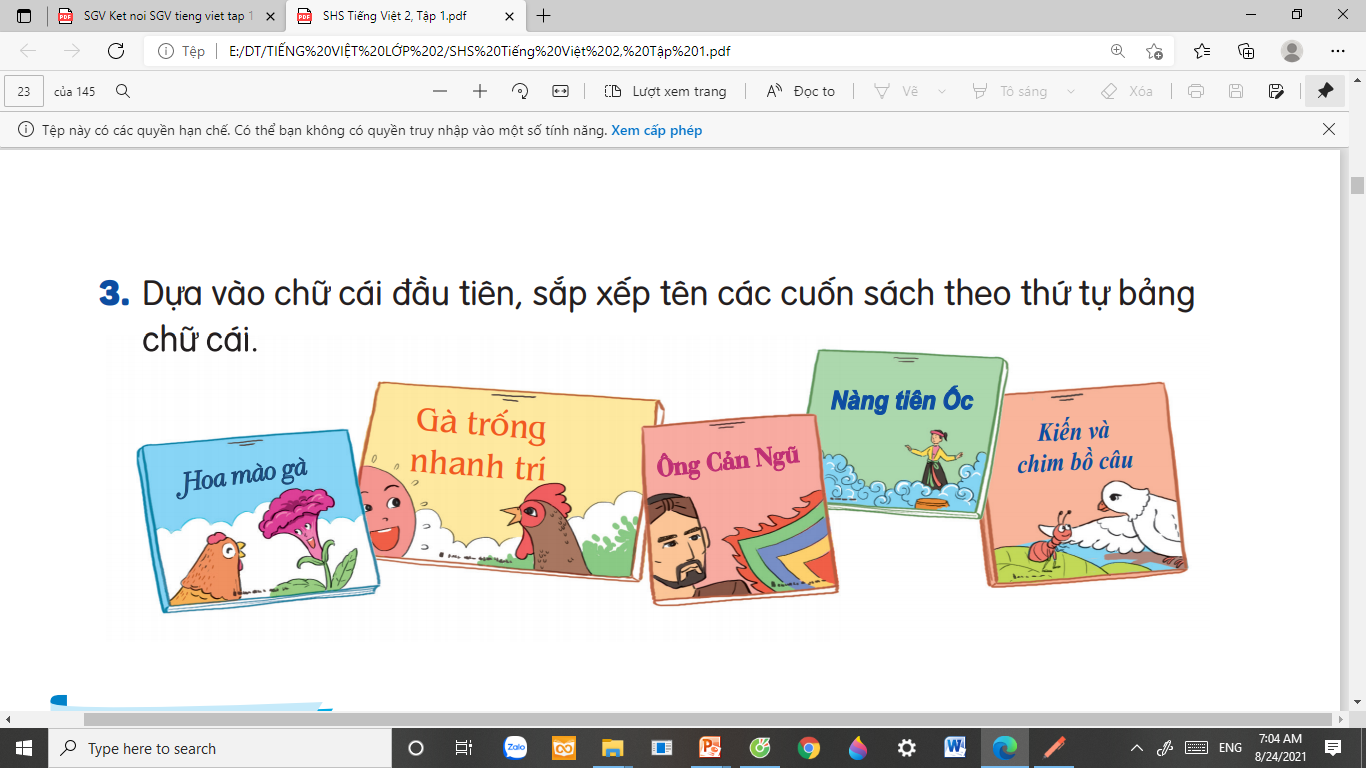 SGV Ket noi SGV tieng viet tap 1
SHS Tiếng Việt 2, Tập 1.pdf
Tệp
E:/DT/TIẾNG%20VIỆT%20LỚP%202/SHS%20Tiếng%20Việt%202,%20Tập%201.pdf
23
của 145
Lượt xem trang
Đọc to
Vẽ
Tô sáng
Xóa
Tệp này có các quyền hạn chế. Có thể bạn không có quyền truy nhập vào một số tính năng. Xem cấp phép
3. Dựa vào chữ cái đầu tiên, sắp xếp tên các cuốn sách theo thứ tự bảng
chữ cái.
Hoa mào gà
Gà trống
nhanh trí
Ông Cản Ngũ
Nàng tiên Ốc
Kiến và
chim bồ câu
Type here to search
Zalo
ENG
7:04 AM
8/24/2021